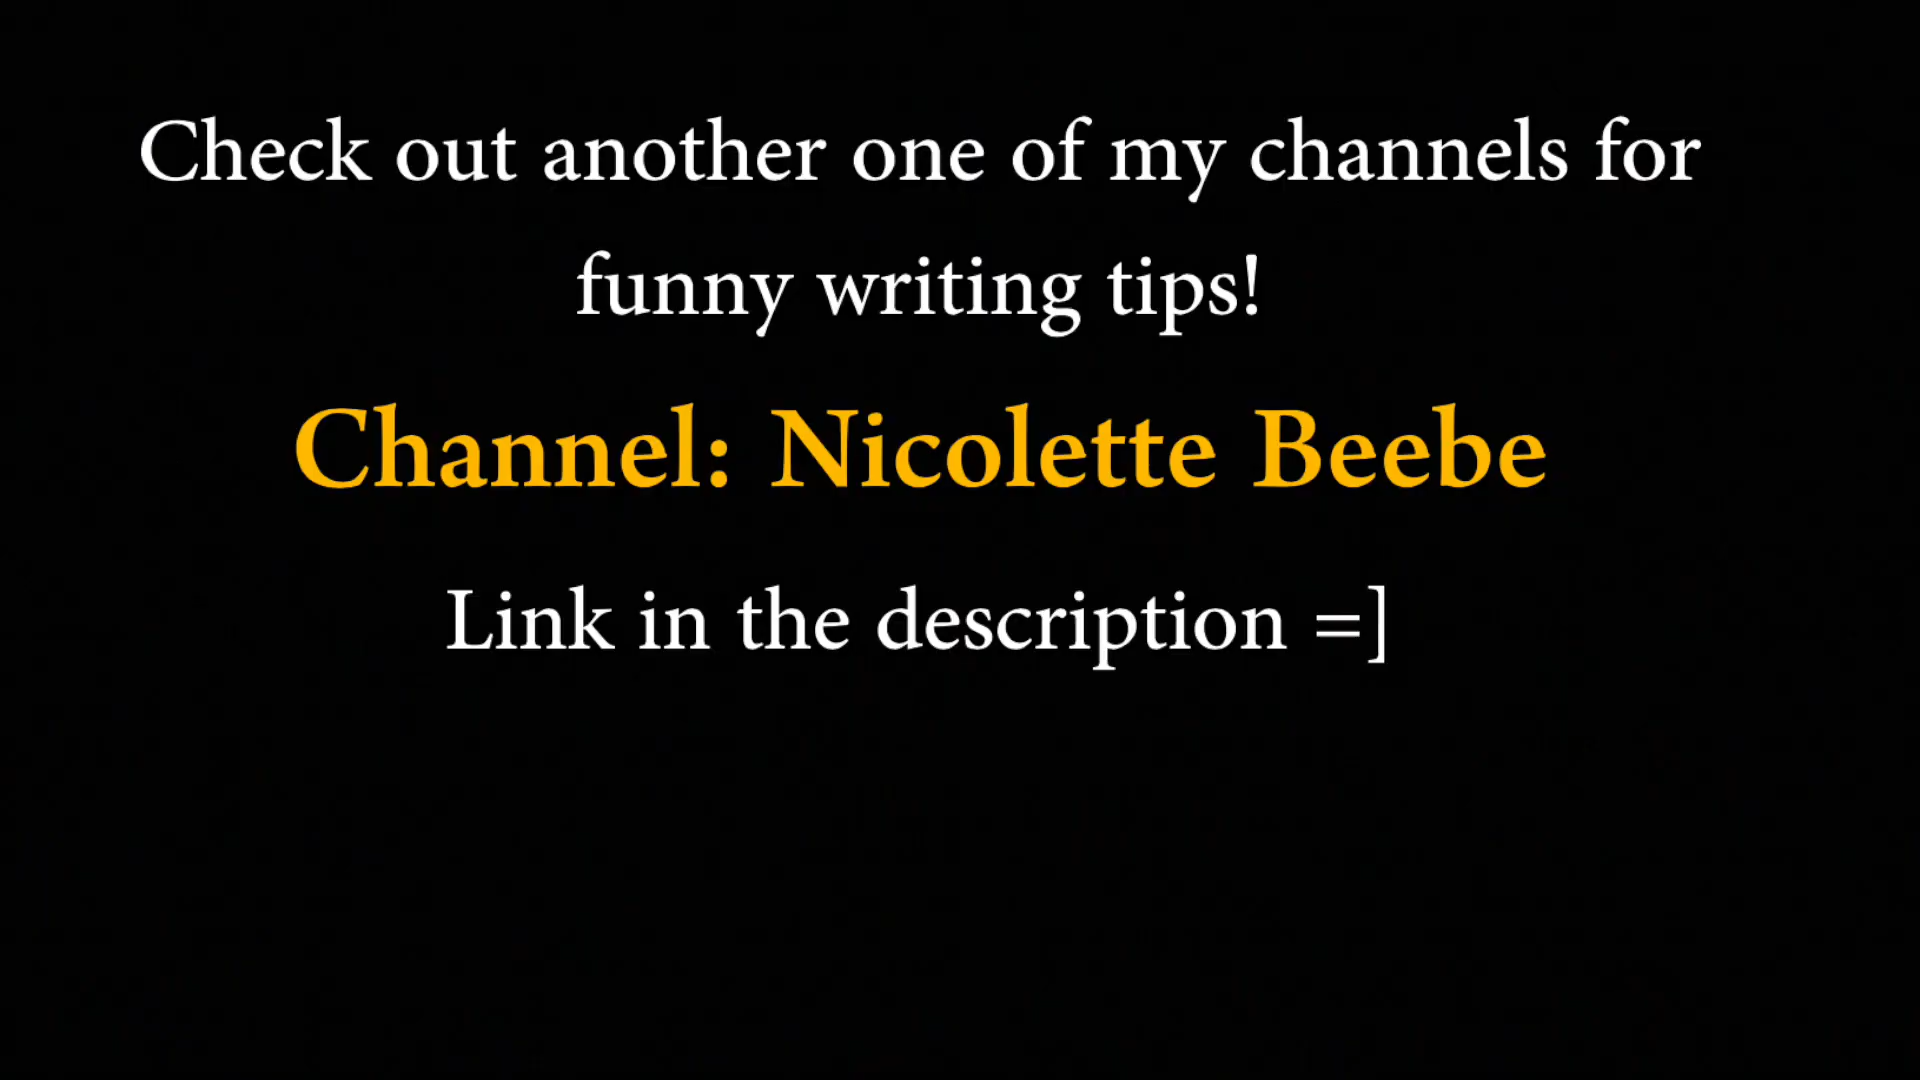 Check out another one of my channels for
funny writing tips!
Channel: Nicolette Beebe
Link in the description =]